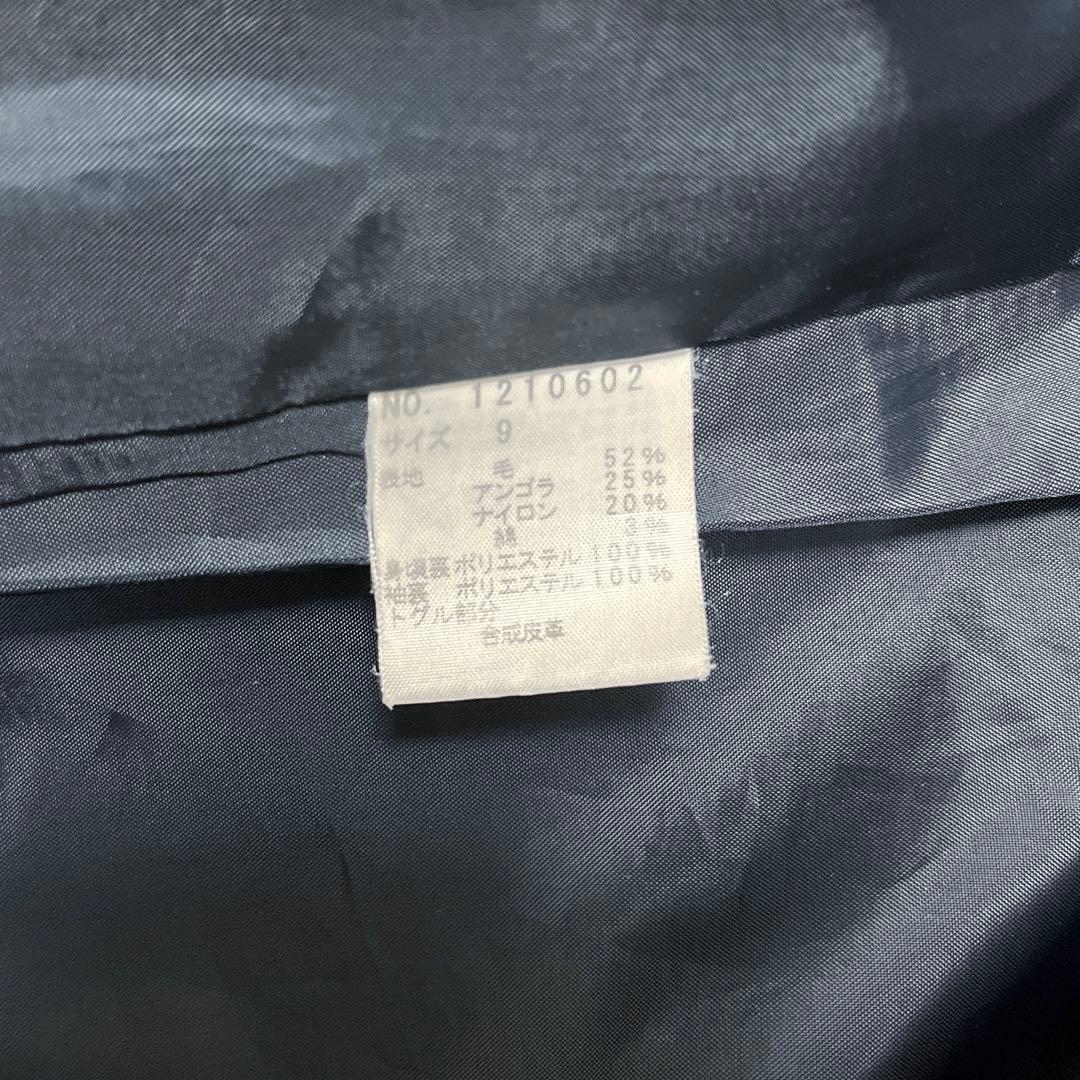 NO. 1210602
サイズ 9
表地 毛 52%
アンゴラ 25%
ナイロン 20%
絹 3%
身頃裏 ポリエステル 100%
袖裏 ポリエステル 100%
トグル部分
合成皮革